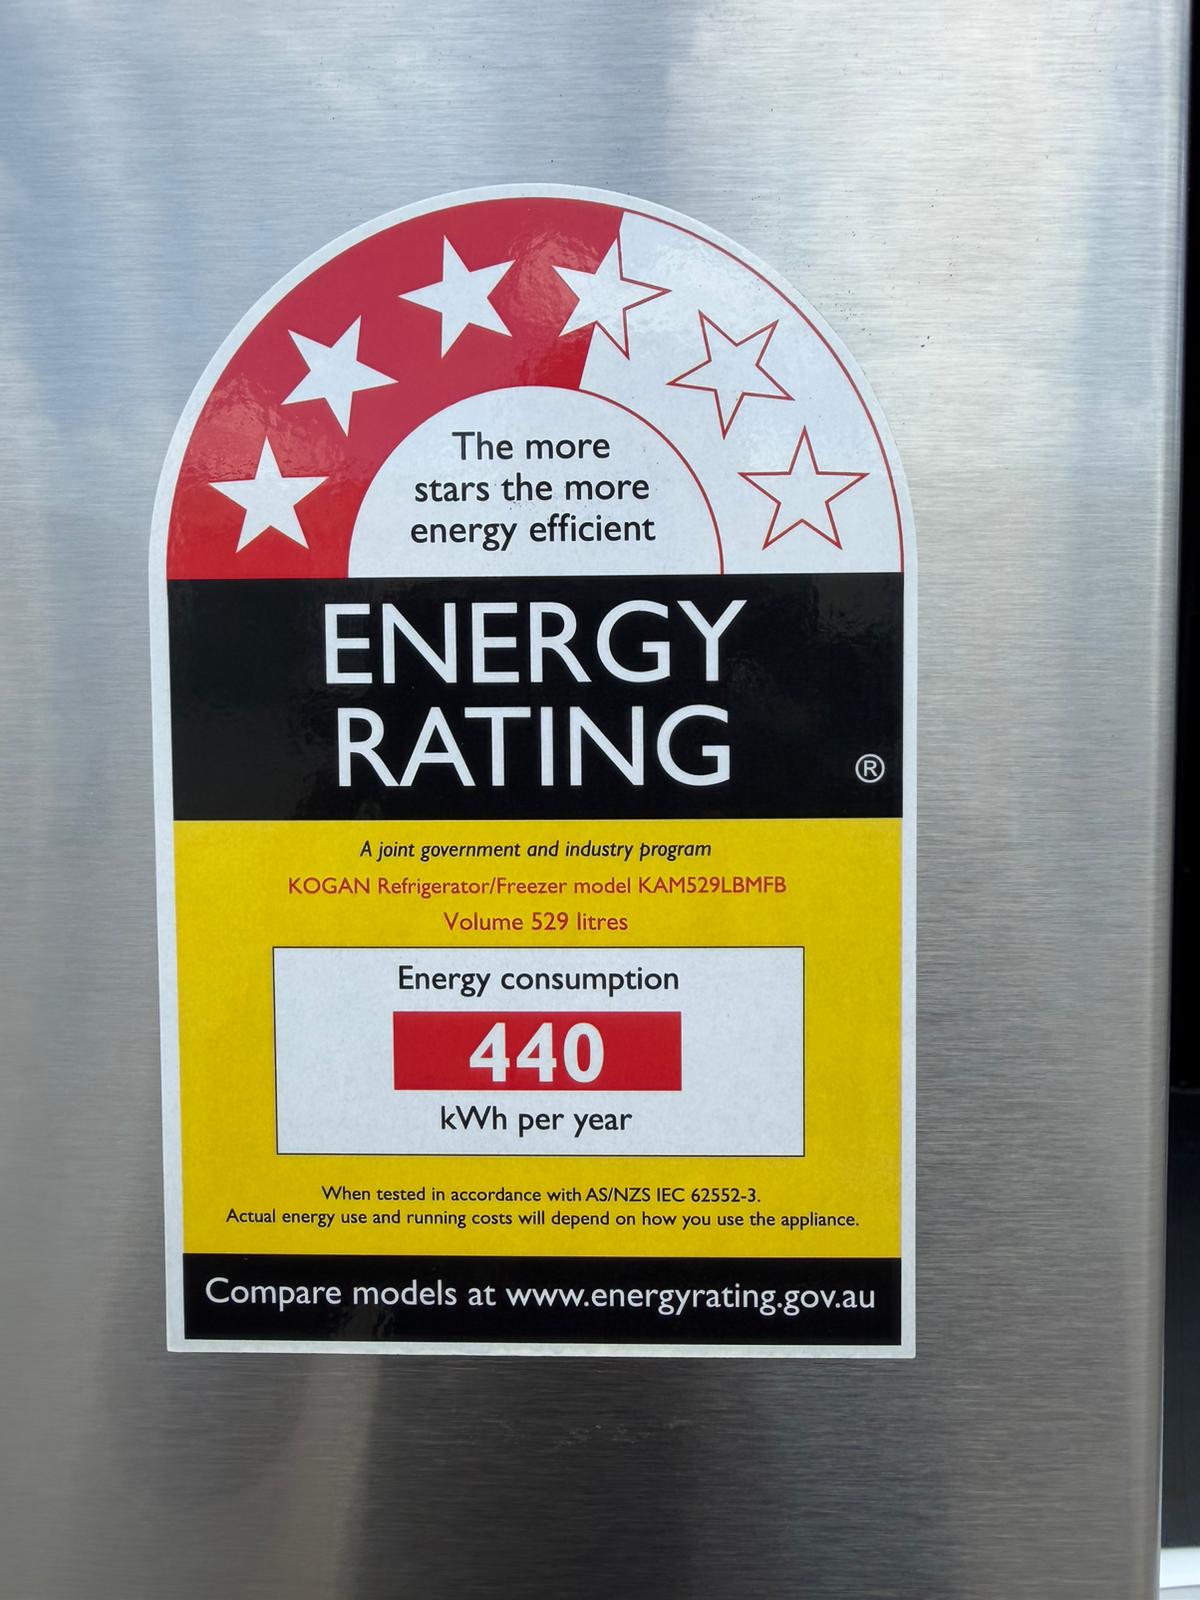 The more
stars the more
energy efficient
ENERGY
RATING
®
A joint government and industry program
KOGAN Refrigerator/Freezer model KAM529LBMFB
Volume 529 litres
Energy consumption
440
kWh per year
When tested in accordance with AS/NZS IEC 62552-3.
Actual energy use and running costs will depend on how you use the appliance.
Compare models at www.energyrating.gov.au